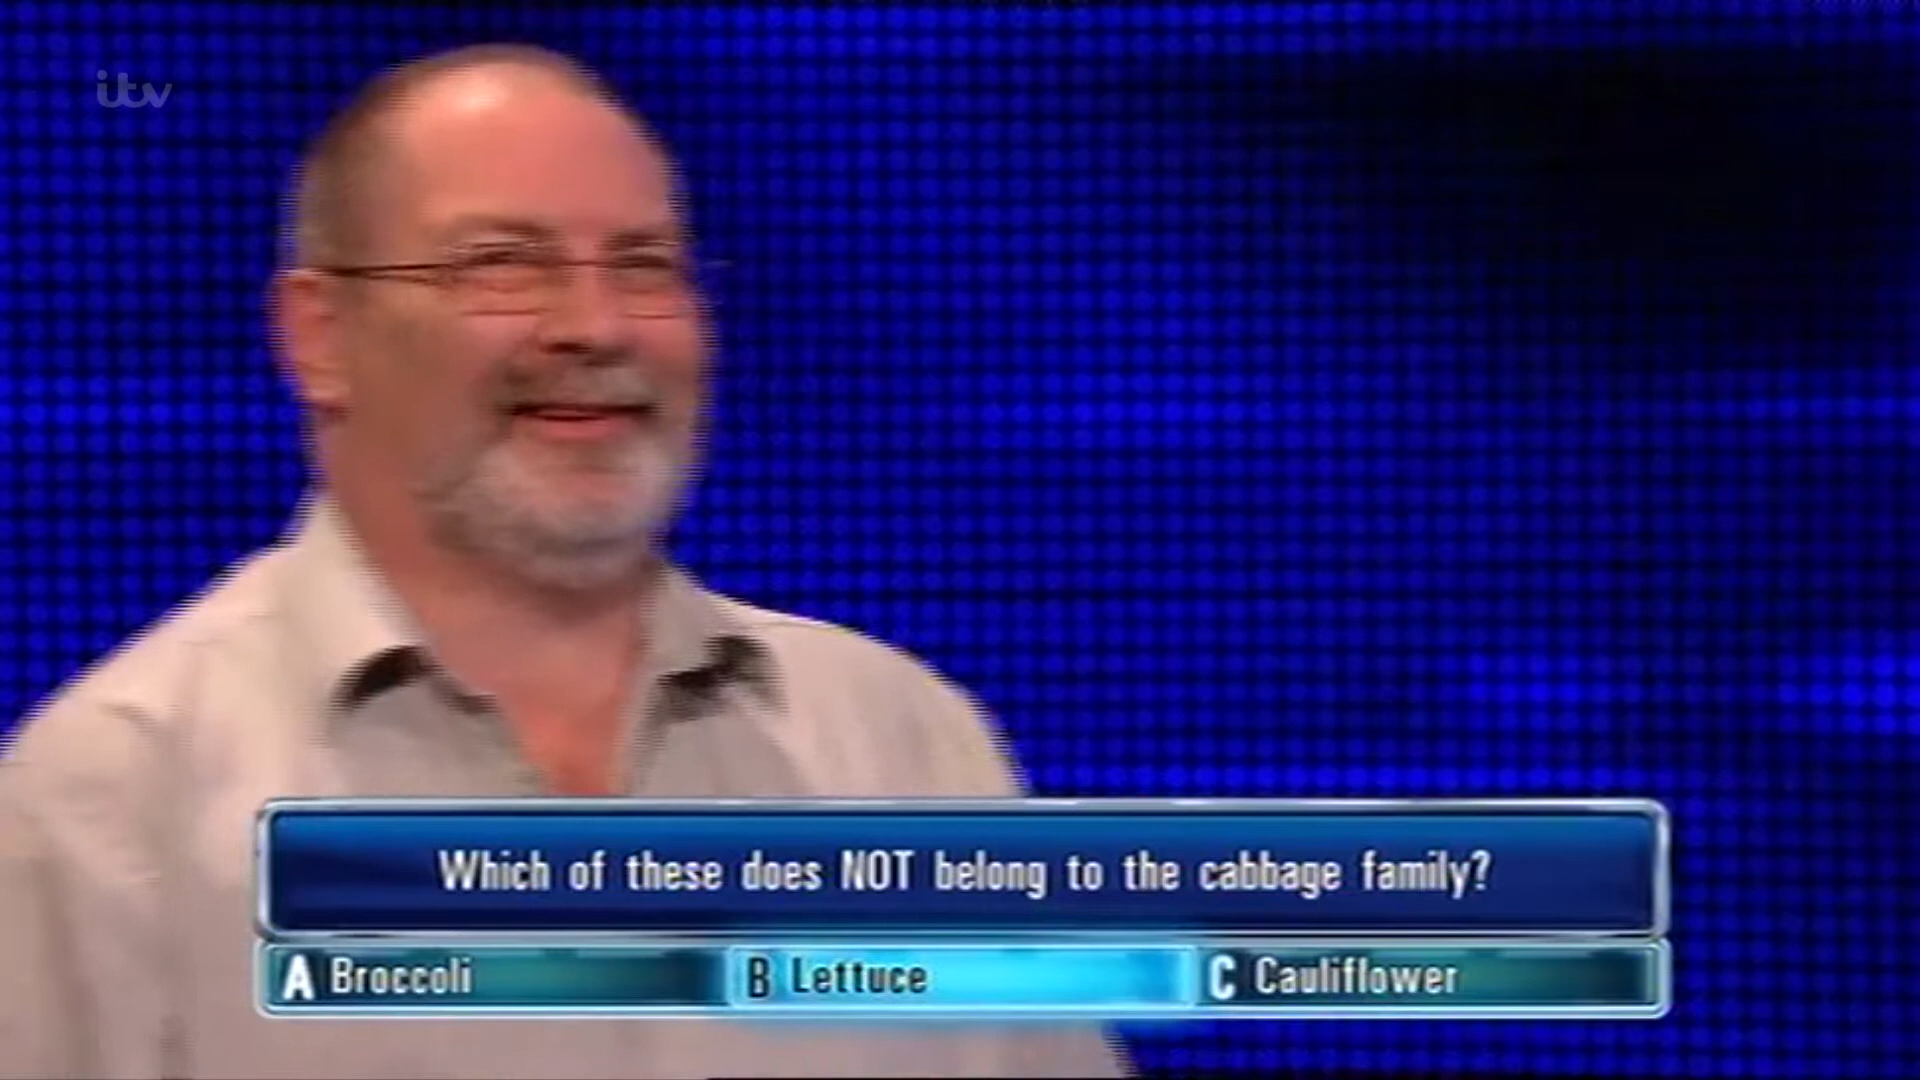 itv
Which of these does NOT belong to the cabbage family?
A Broccoli
B Lettuce
C Cauliflower